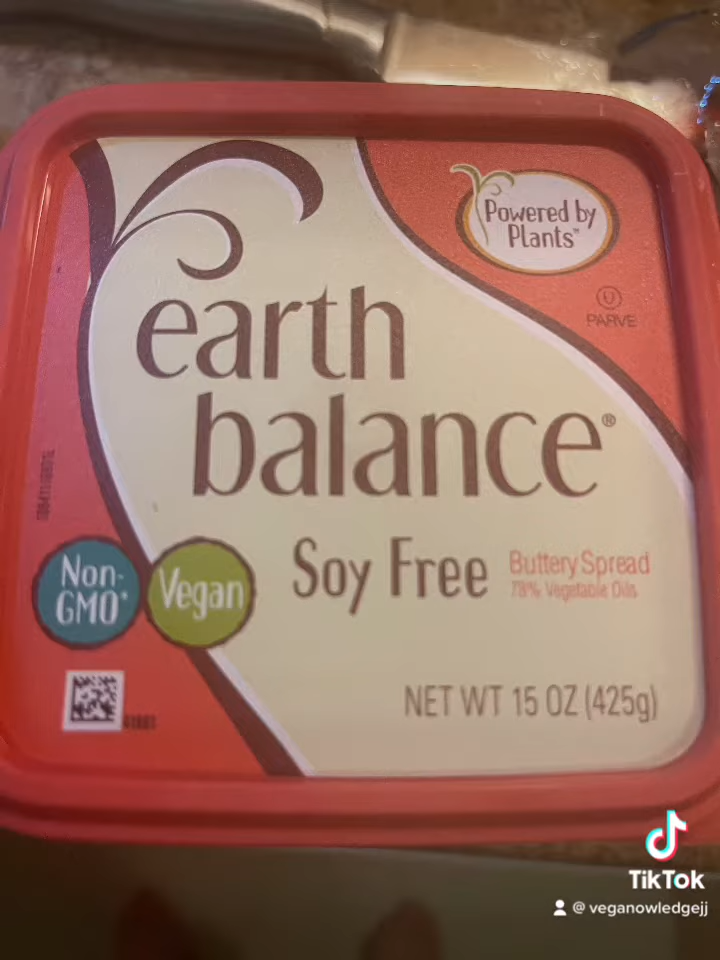 Powered by
Plants™
U
PARVE
earth
balance®
Non-
GMO*
Vegan
Soy Free
Buttery Spread
78% Vegetable Oils
NET WT 15 OZ (425g)
TikTok
@ veganowledgejj